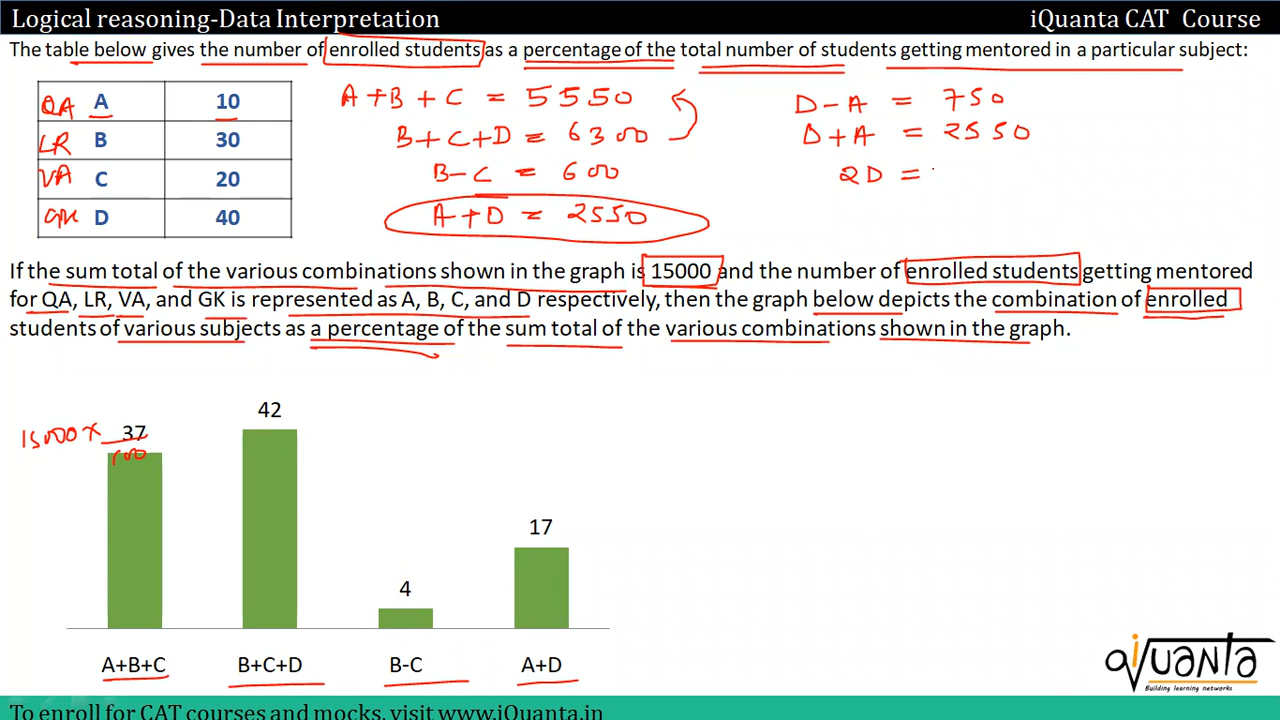 Logical reasoning-Data Interpretation
iQuanta CAT Course
The table below gives the number of enrolled students as a percentage of the total number of students getting mentored in a particular subject:
QA A 10
LR B 30
VA C 20
GK D 40
A+B+C = 5550
B+C+D = 6300
B-C = 600
A+D = 2550
D-A = 750
D+A = 2550
2D =
If the sum total of the various combinations shown in the graph is 15000 and the number of enrolled students getting mentored
for QA, LR, VA, and GK is represented as A, B, C, and D respectively, then the graph below depicts the combination of enrolled
students of various subjects as a percentage of the sum total of the various combinations shown in the graph.
15000 x 37
100
42
4
17
A+B+C
B+C+D
B-C
A+D
iQuanta
Building learning networks
To enroll for CAT courses and mocks, visit www.iQuanta.in